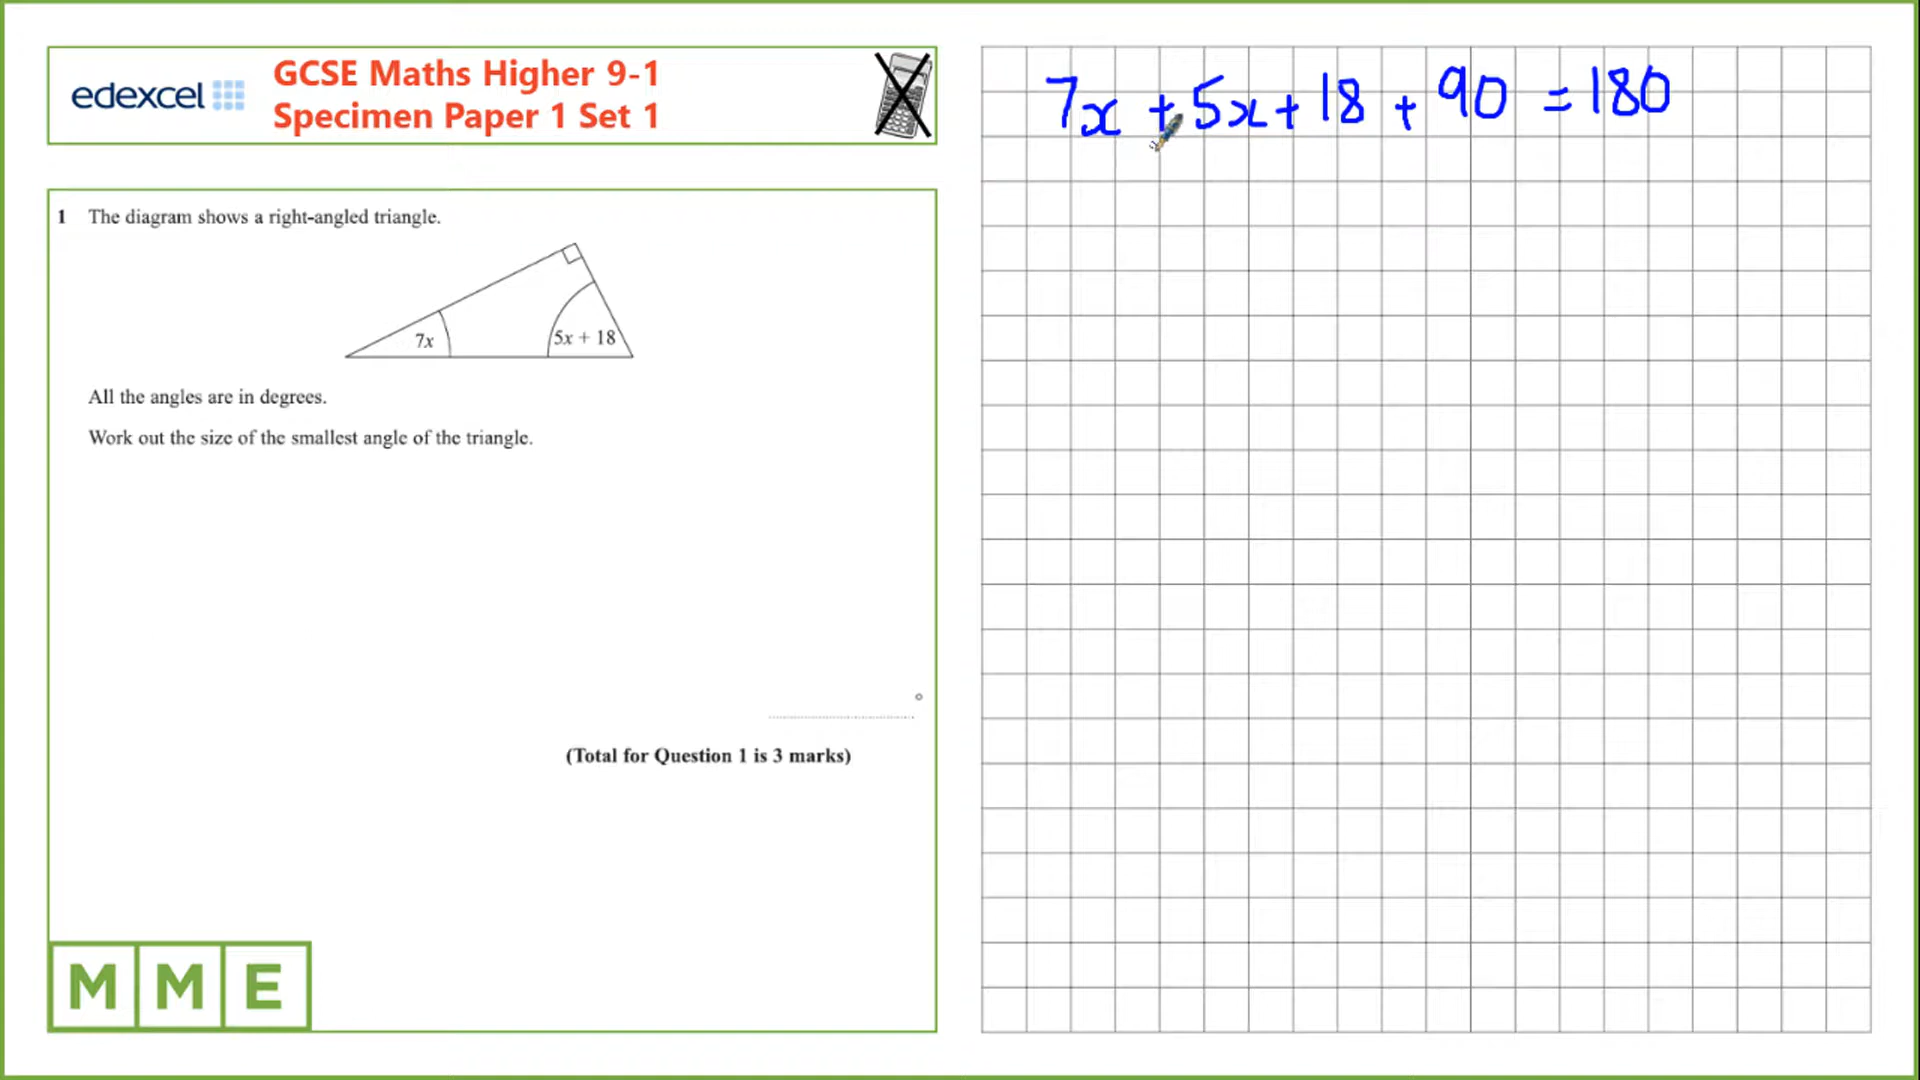 edexcel
GCSE Maths Higher 9-1
Specimen Paper 1 Set 1
1 The diagram shows a right-angled triangle.
7x
5x + 18
All the angles are in degrees.
Work out the size of the smallest angle of the triangle.
°
(Total for Question 1 is 3 marks)
MME
7x + 5x + 18 + 90 = 180